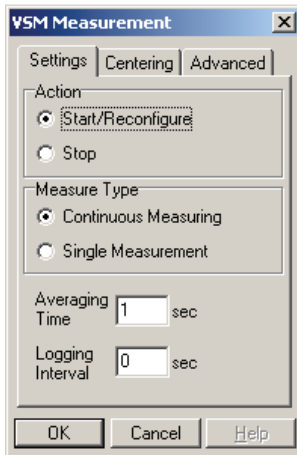 VSM Measurement
Settings Centering Advanced
Action
Start/Reconfigure
Stop
Measure Type
Continuous Measuring
Single Measurement
Averaging
Time 1 sec
Logging
Interval 0 sec
OK Cancel Help